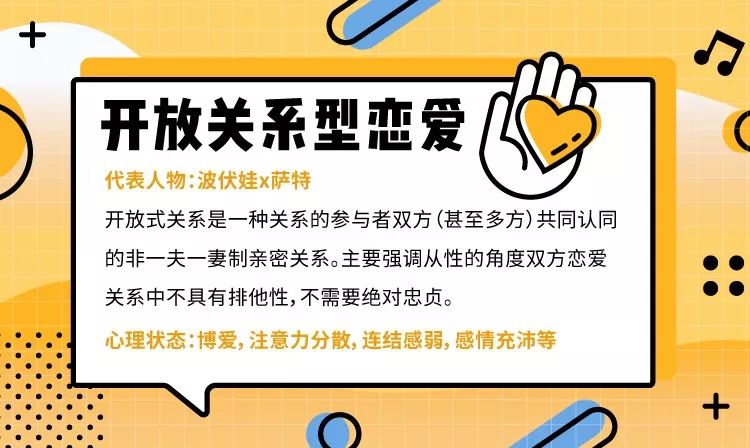 开放关系型恋爱
代表人物：波伏娃x萨特
开放式关系是一种关系的参与者双方（甚至多方）共同认同
的非一夫一妻制亲密关系。主要强调从性的角度双方恋爱
关系中不具有排他性，不需要绝对忠贞。
心理状态：博爱，注意力分散，连结感弱，感情充沛等